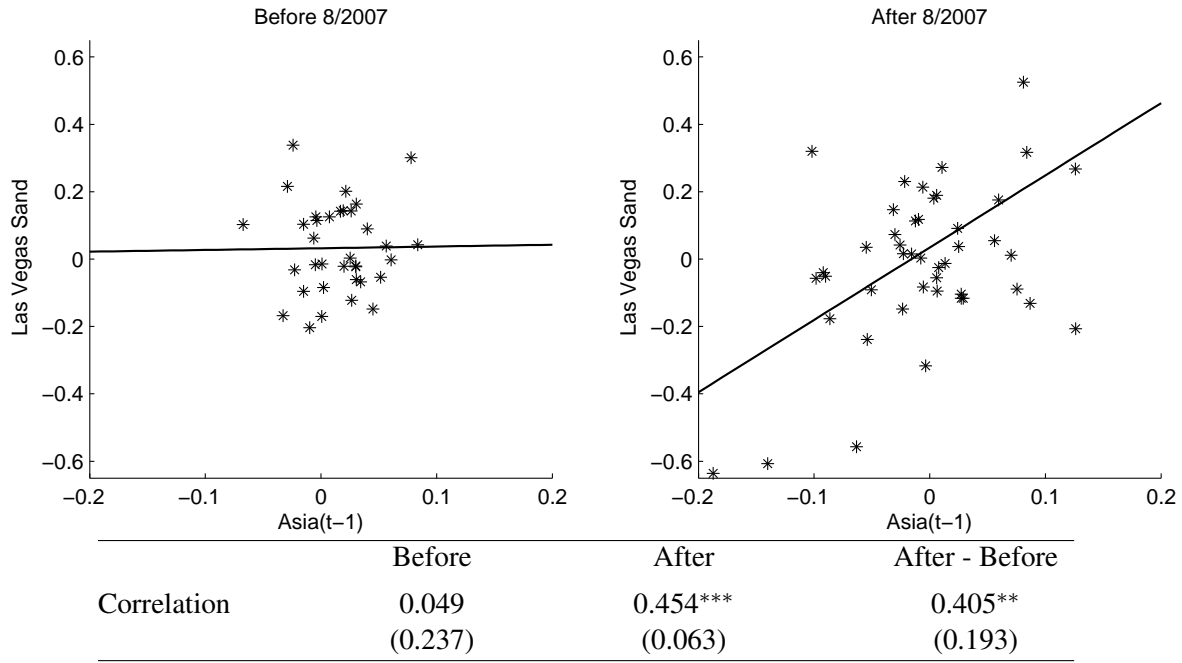 Before 8/2007
After 8/2007
0.6
0.4
0.2
0
−0.2
−0.4
−0.6
Las Vegas Sand
−0.2 −0.1 0 0.1 0.2
Asia(t−1)
0.6
0.4
0.2
0
−0.2
−0.4
−0.6
Las Vegas Sand
−0.2 −0.1 0 0.1 0.2
Asia(t−1)
Before After After - Before
Correlation 0.049 0.454*** 0.405**
(0.237) (0.063) (0.193)